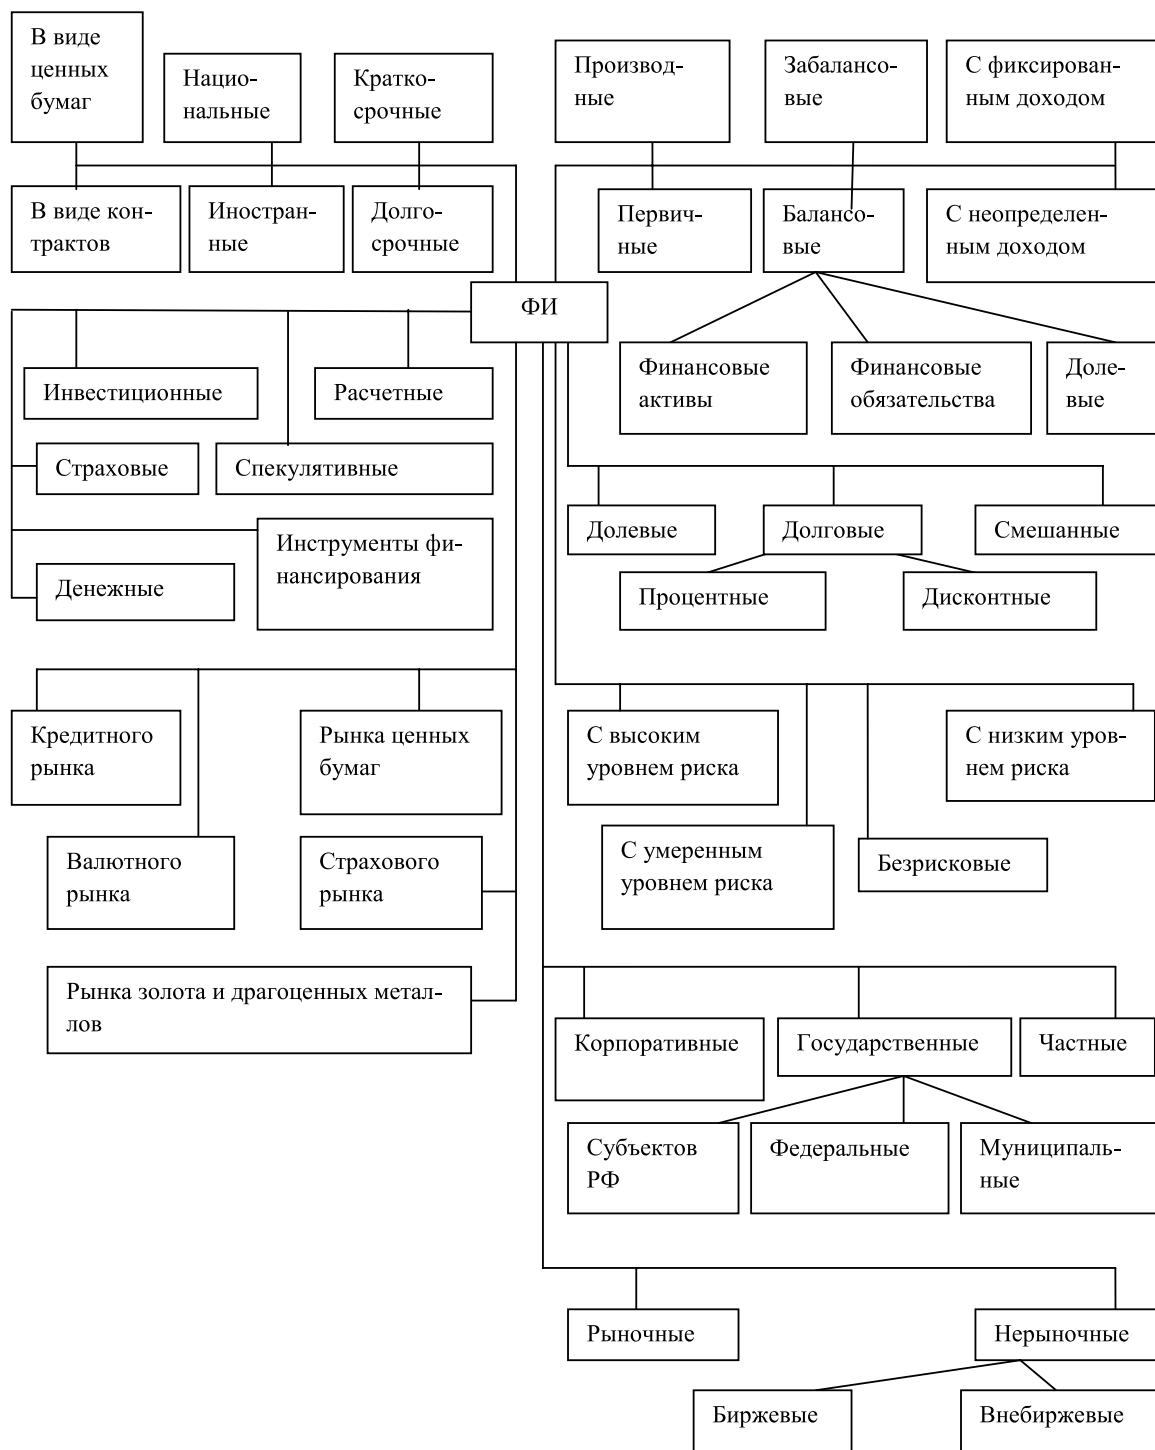 В виде
ценных
бумаг
Нацио-
нальные
Кратко-
срочные
Производ-
ные
Забалансо-
вые
С фиксирован-
ным доходом
В виде кон-
трактов
Иностран-
ные
Долго-
срочные
Первич-
ные
Балансо-
вые
С неопределен-
ным доходом
ФИ
Инвестиционные
Расчетные
Страховые
Спекулятивные
Инструменты фи-
нансирования
Денежные
Финансовые
активы
Финансовые
обязательства
Доле-
вые
Долевые
Долговые
Смешанные
Процентные
Дисконтные
Кредитного
рынка
Рынка ценных
бумаг
Валютного
рынка
Страхового
рынка
Рынка золота и драгоценных метал-
лов
С высоким
уровнем риска
С низким уров-
нем риска
С умеренным
уровнем риска
Безрисковые
Корпоративные
Государственные
Частные
Субъектов
РФ
Федеральные
Муниципаль-
ные
Рыночные
Нерыночные
Биржевые
Внебиржевые